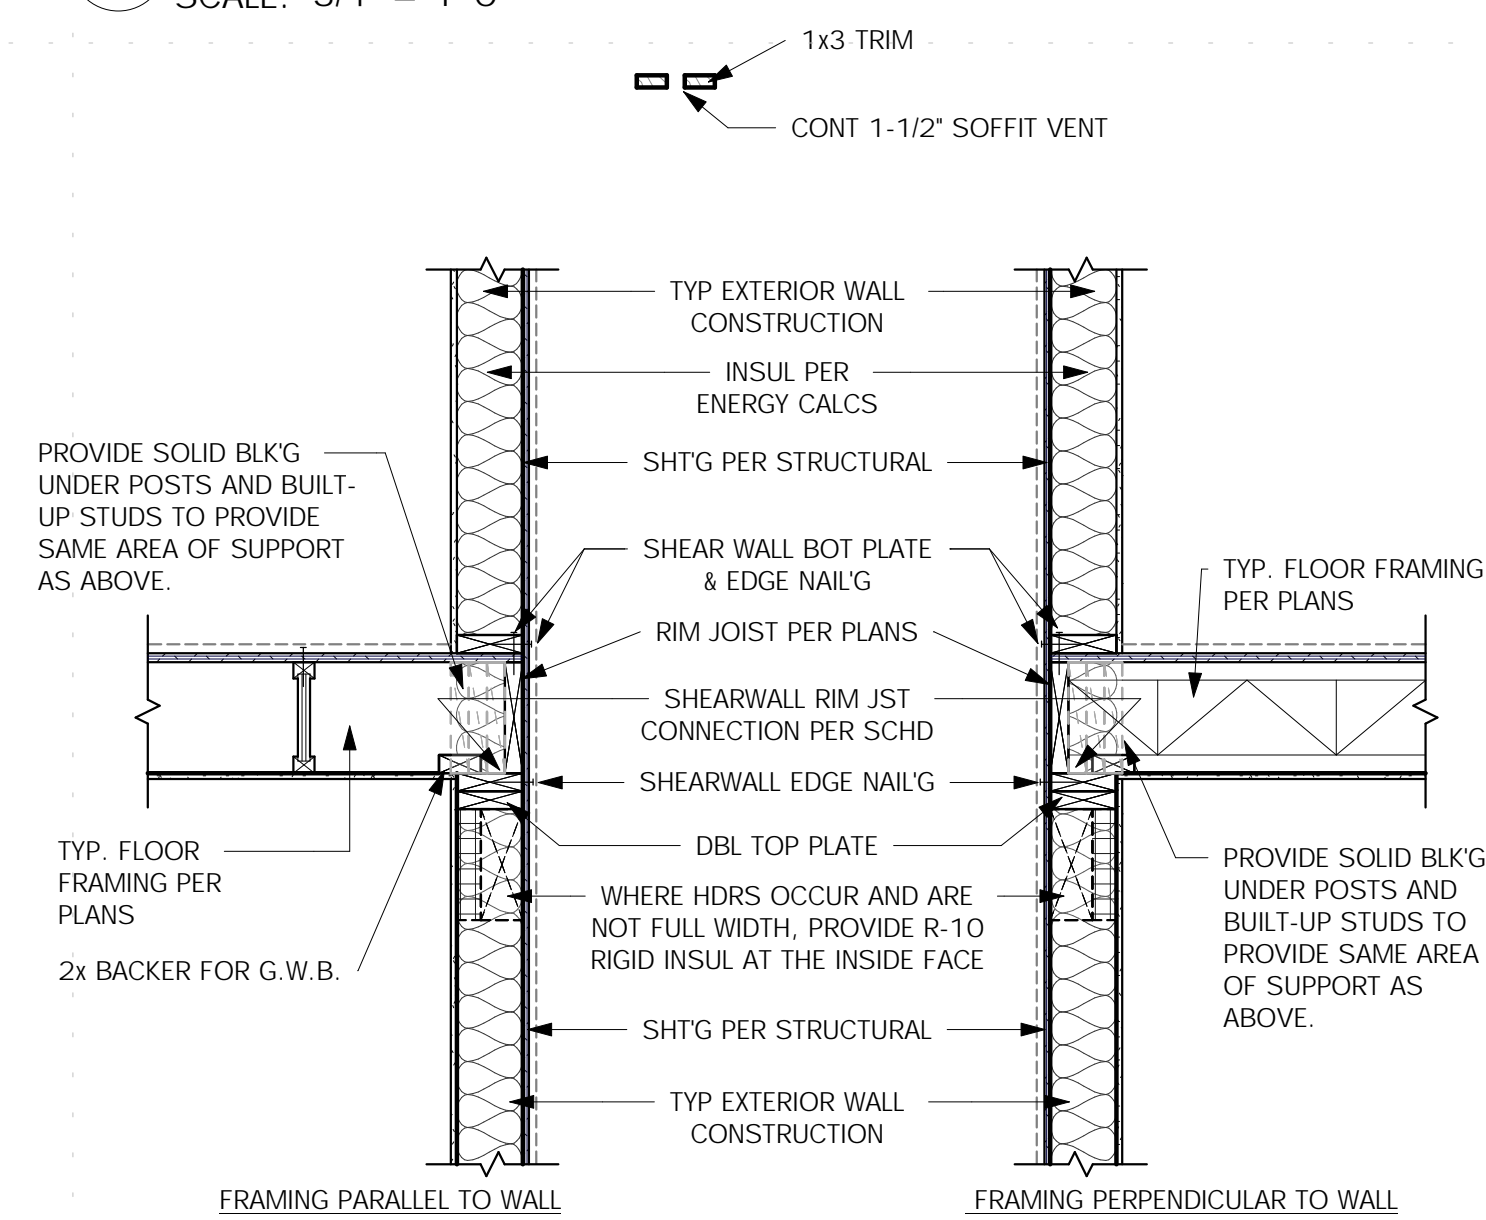 1x3 TRIM
CONT 1-1/2" SOFFIT VENT
TYP EXTERIOR WALL
CONSTRUCTION
INSUL PER
ENERGY CALCS
PROVIDE SOLID BLK'G
UNDER POSTS AND BUILT-
UP STUDS TO PROVIDE
SAME AREA OF SUPPORT
AS ABOVE.
SHT'G PER STRUCTURAL
SHEAR WALL BOT PLATE
& EDGE NAIL'G
TYP. FLOOR FRAMING
PER PLANS
RIM JOIST PER PLANS
SHEARWALL RIM JST
CONNECTION PER SCHD
SHEARWALL EDGE NAIL'G
DBL TOP PLATE
TYP. FLOOR
FRAMING PER
PLANS
WHERE HDRS OCCUR AND ARE
NOT FULL WIDTH, PROVIDE R-10
RIGID INSUL AT THE INSIDE FACE
PROVIDE SOLID BLK'G
UNDER POSTS AND
BUILT-UP STUDS TO
PROVIDE SAME AREA
OF SUPPORT AS
ABOVE.
2x BACKER FOR G.W.B.
SHT'G PER STRUCTURAL
TYP EXTERIOR WALL
CONSTRUCTION
FRAMING PARALLEL TO WALL
FRAMING PERPENDICULAR TO WALL